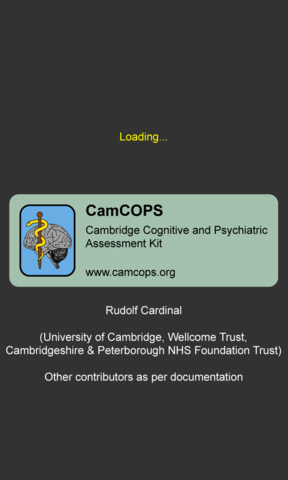 Loading...
CamCOPS
Cambridge Cognitive and Psychiatric
Assessment Kit
www.camcops.org
Rudolf Cardinal
(University of Cambridge, Wellcome Trust,
Cambridgeshire & Peterborough NHS Foundation Trust)
Other contributors as per documentation